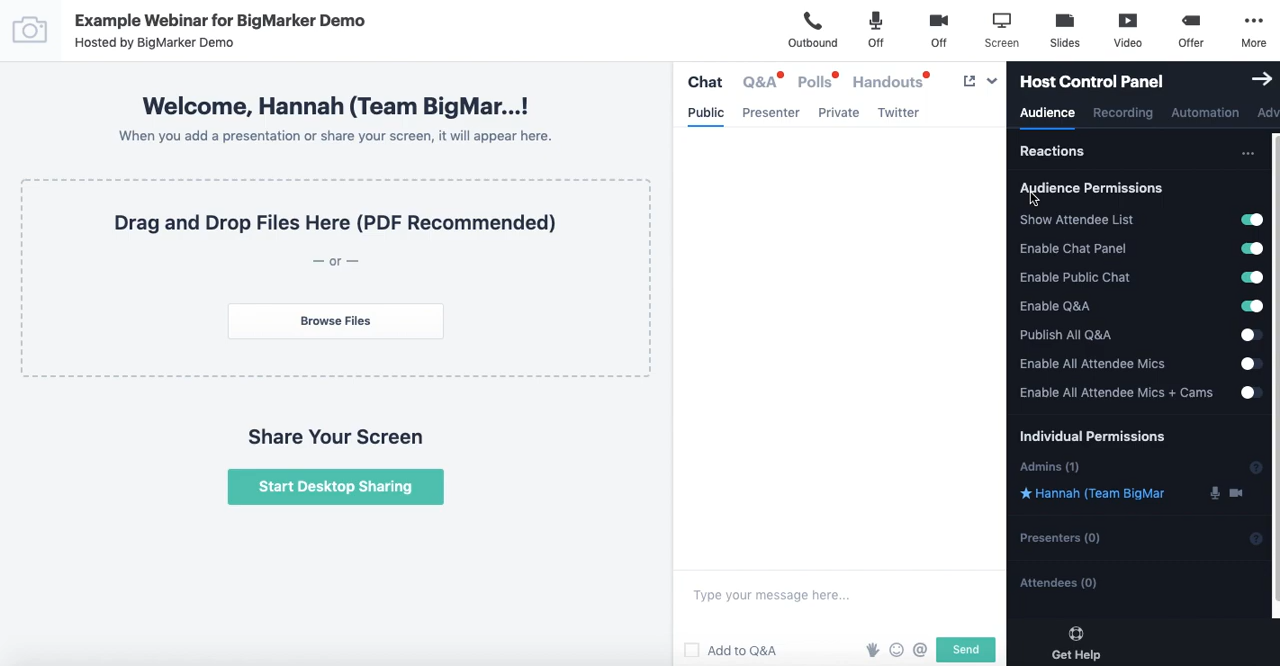 Example Webinar for BigMarker Demo
Hosted by BigMarker Demo
Outbound
Off
Off
Screen
Slides
Video
Offer
More
Welcome, Hannah (Team BigMar...!
When you add a presentation or share your screen, it will appear here.
Drag and Drop Files Here (PDF Recommended)
— or —
Browse Files
Share Your Screen
Start Desktop Sharing
Chat Q&A Polls Handouts
Public Presenter Private Twitter
Type your message here...
Add to Q&A
@
Send
Host Control Panel
Audience Recording Automation Adv
Reactions
Audience Permissions
Show Attendee List
Enable Chat Panel
Enable Public Chat
Enable Q&A
Publish All Q&A
Enable All Attendee Mics
Enable All Attendee Mics + Cams
Individual Permissions
Admins (1) ?
Hannah (Team BigMar
Presenters (0) ?
Attendees (0)
Get Help